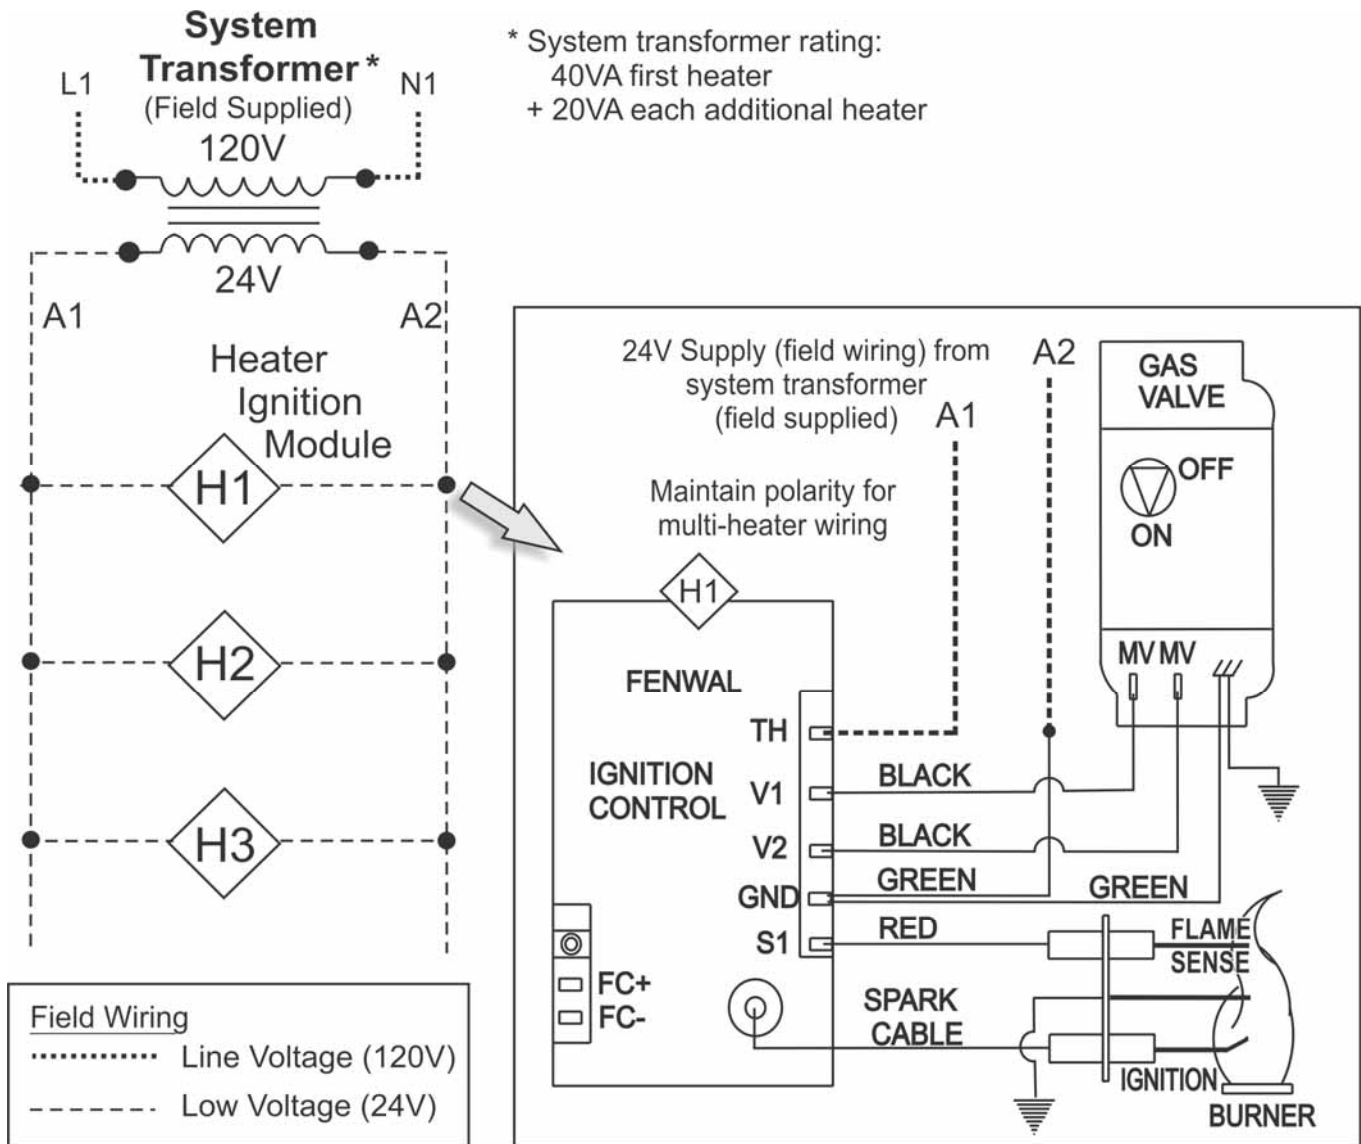 System
Transformer *
(Field Supplied)
L1
N1
120V
* System transformer rating:
40VA first heater
+ 20VA each additional heater
24V
A1
A2
Heater
Ignition
Module
H1
H2
H3
Field Wiring
Line Voltage (120V)
Low Voltage (24V)
24V Supply (field wiring) from
system transformer
(field supplied)
A1
A2
Maintain polarity for
multi-heater wiring
H1
FENWAL
IGNITION
CONTROL
TH
V1
V2
GND
S1
FC+
FC-
BLACK
BLACK
GREEN
GREEN
RED
SPARK
CABLE
GAS
VALVE
OFF
ON
MV MV
FLAME
SENSE
IGNITION
BURNER